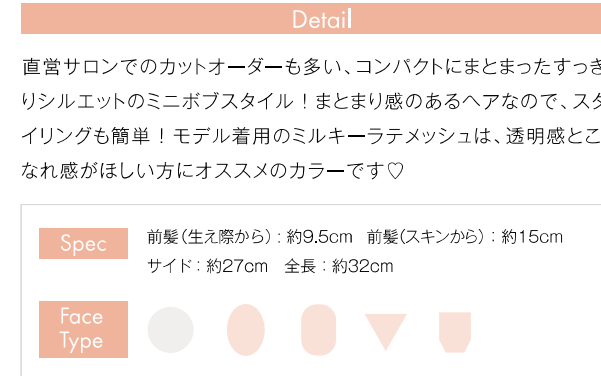 Detail
直営サロンでのカットオーダーも多い、コンパクトにまとまったすっき
りシルエットのミニボブスタイル！まとまり感のあるヘアなので、スタ
イリングも簡単！モデル着用のミルキーラテメッシュは、透明感とこ
なれ感がほしい方にオススメのカラーです♡
Spec
前髪(生え際から)：約9.5cm 前髪(スキンから)：約15cm
サイド：約27cm 全長：約32cm
Face
Type